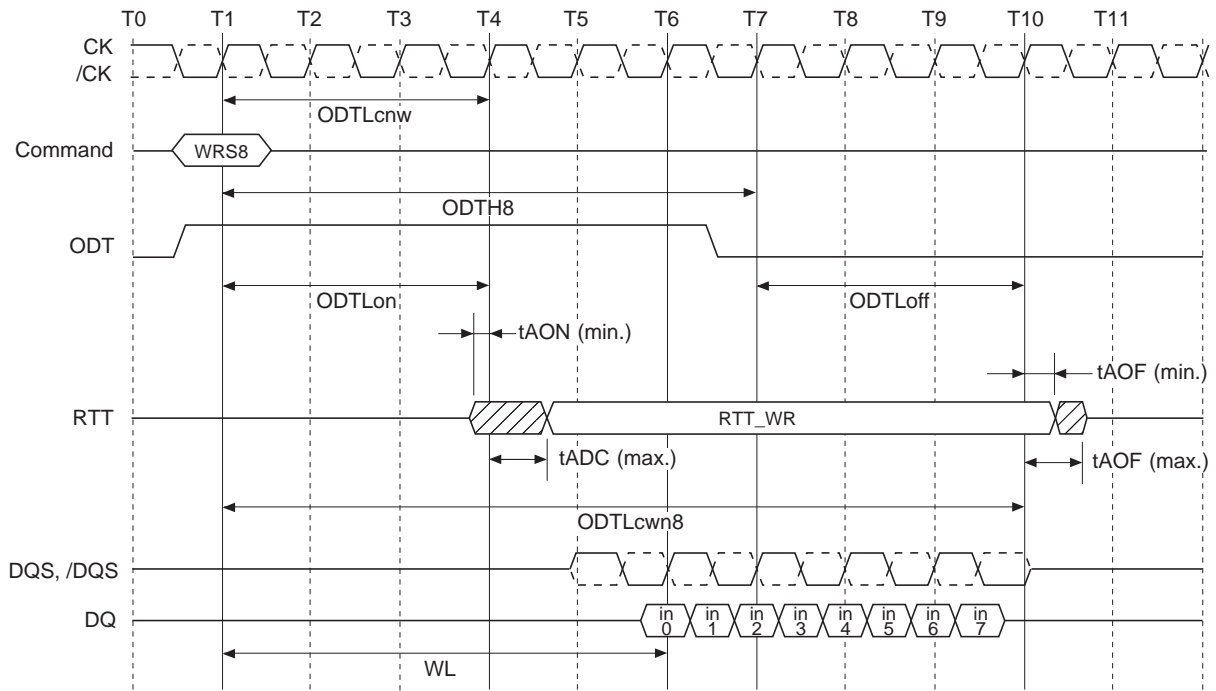 T0 T1 T2 T3 T4 T5 T6 T7 T8 T9 T10 T11
CK
/CK
ODTLcnw
Command WRS8
ODTH8
ODT
ODTLon ODTLoff
tAON (min.)
tAOF (min.)
RTT RTT_WR
tADC (max.) tAOF (max.)
ODTLcwn8
DQS, /DQS
DQ in 0 in 1 in 2 in 3 in 4 in 5 in 6 in 7
WL